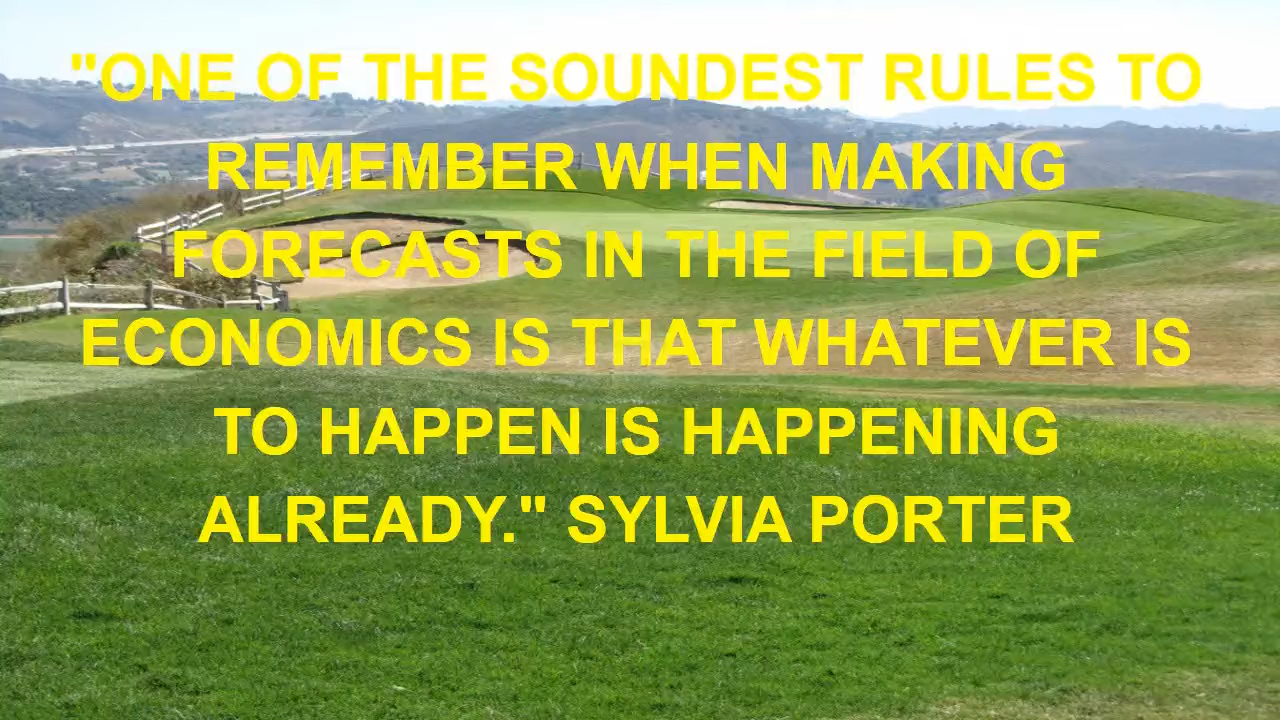 "ONE OF THE SOUNDEST RULES TO
REMEMBER WHEN MAKING
FORECASTS IN THE FIELD OF
ECONOMICS IS THAT WHATEVER IS
TO HAPPEN IS HAPPENING
ALREADY." SYLVIA PORTER